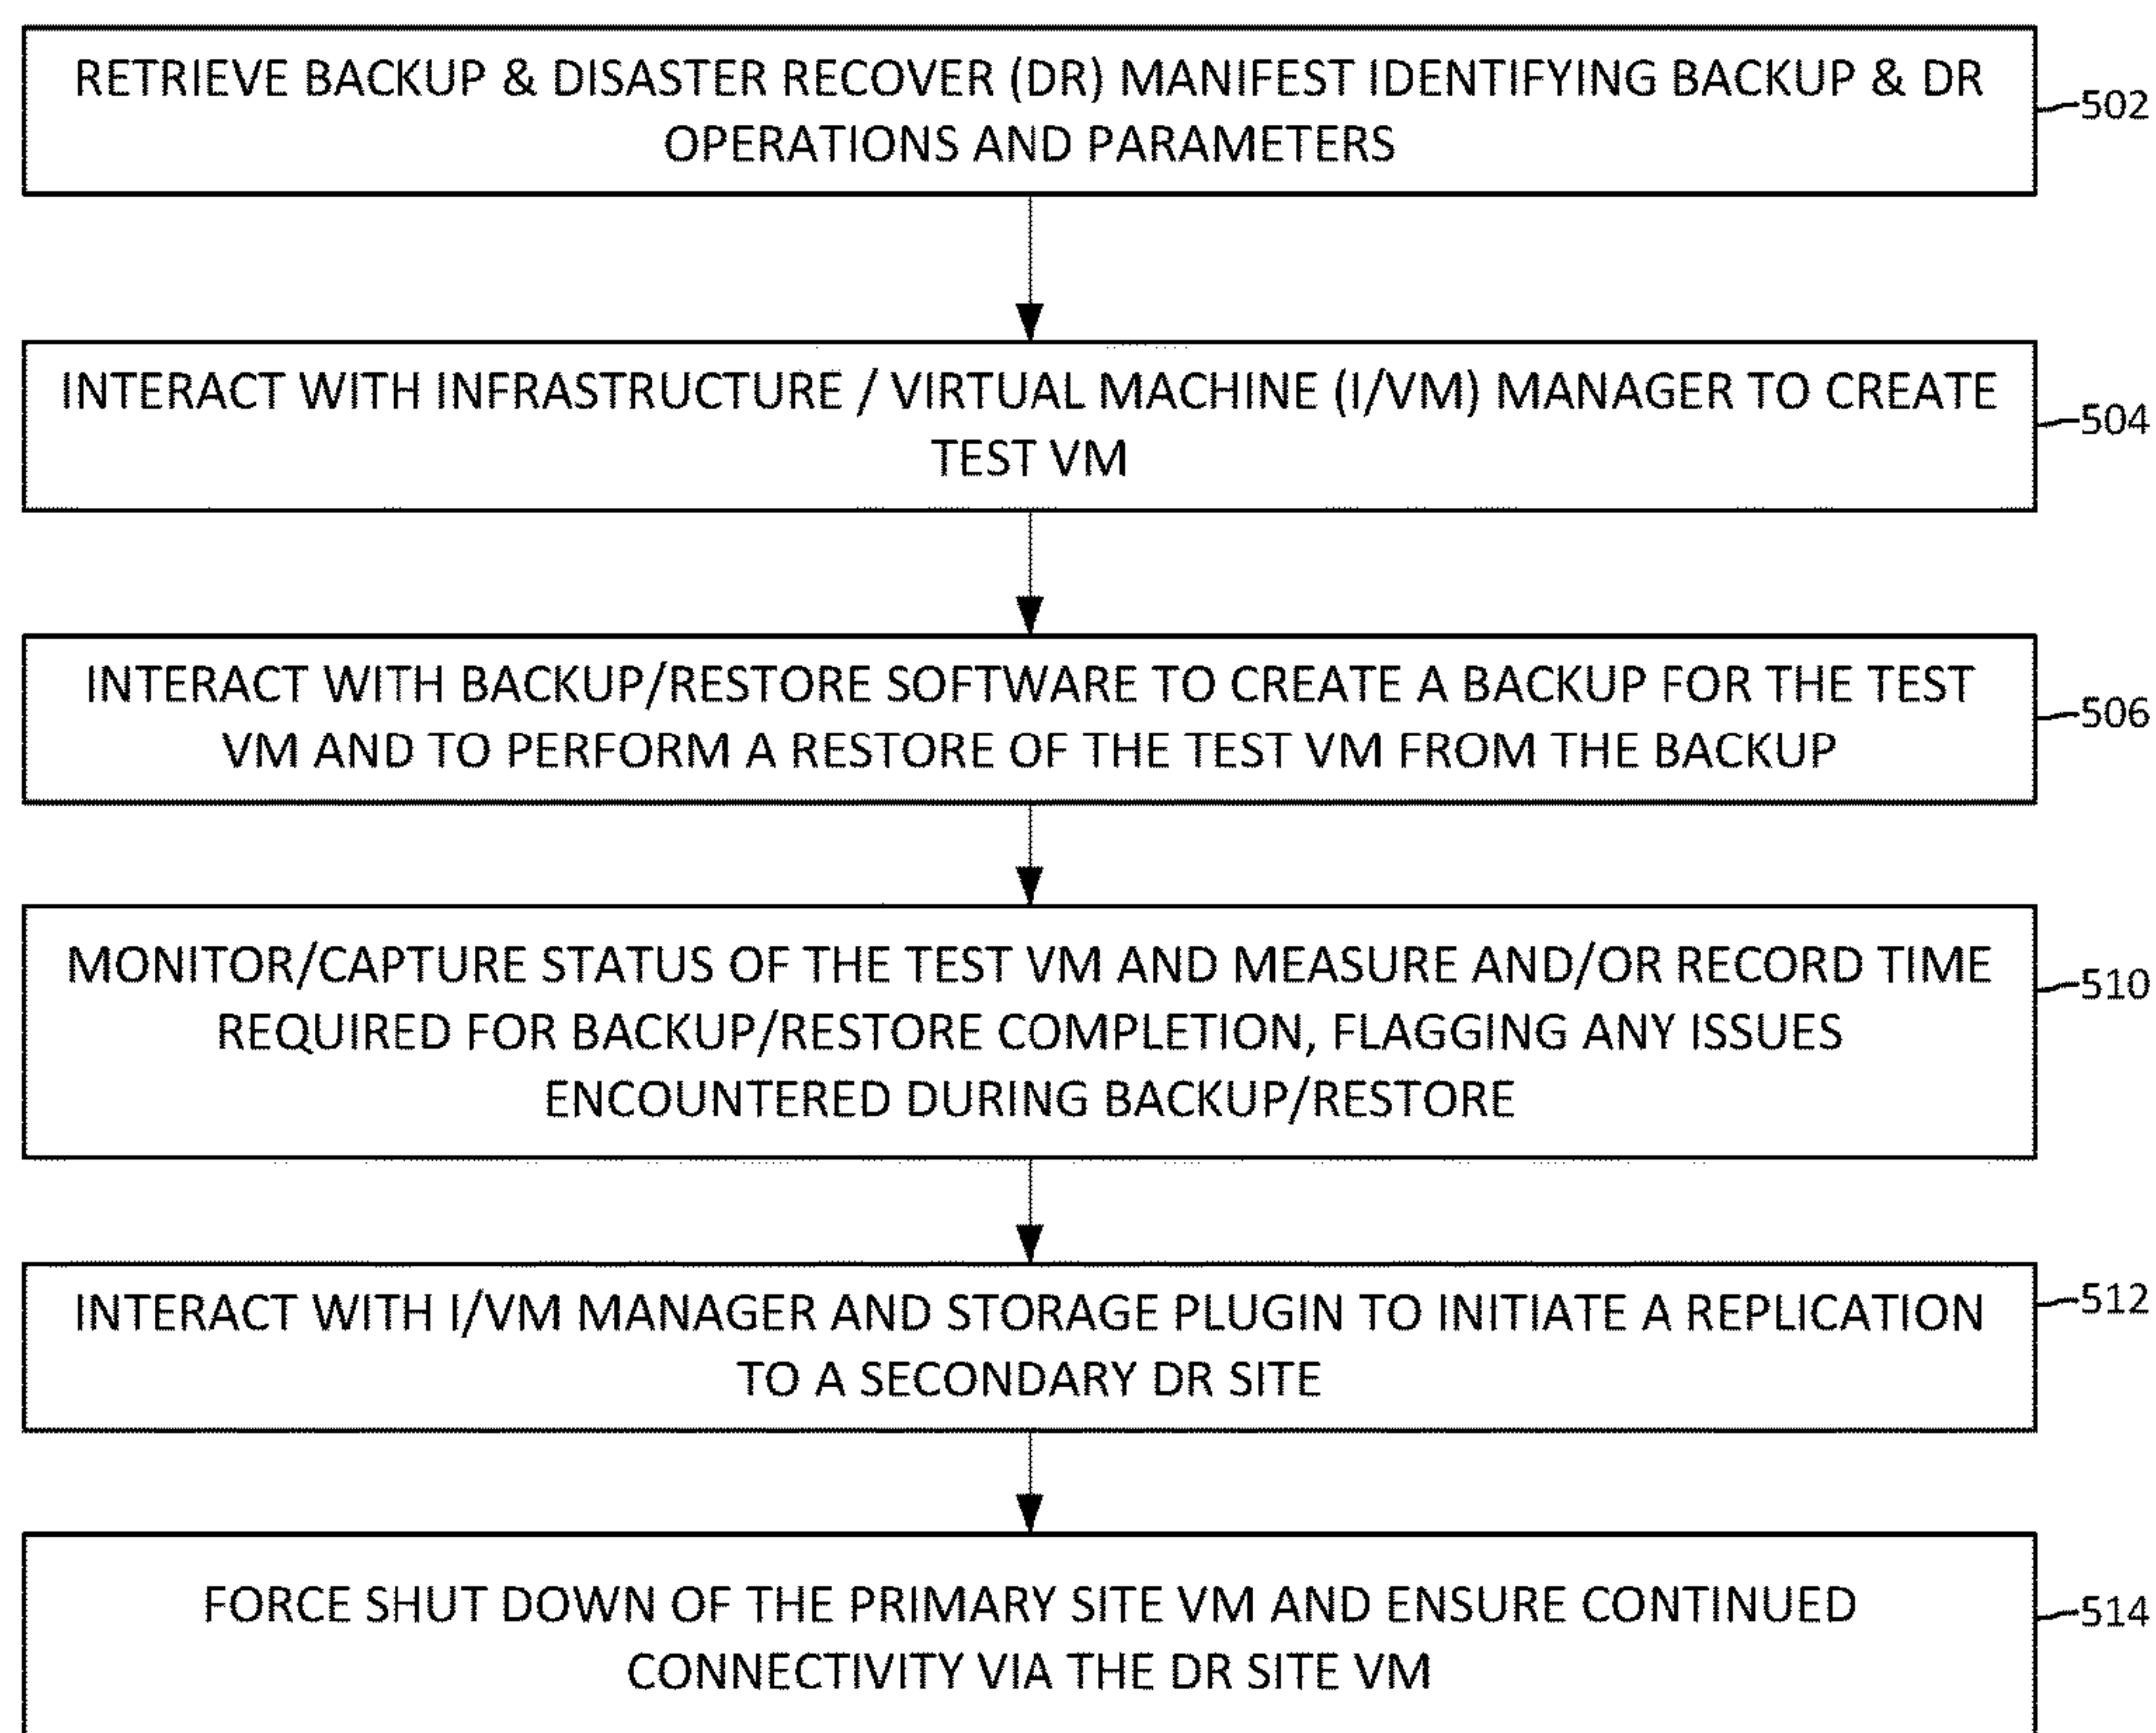 RETRIEVE BACKUP & DISASTER RECOVER (DR) MANIFEST IDENTIFYING BACKUP & DR
OPERATIONS AND PARAMETERS
502
INTERACT WITH INFRASTRUCTURE / VIRTUAL MACHINE (I/VM) MANAGER TO CREATE
TEST VM
504
INTERACT WITH BACKUP/RESTORE SOFTWARE TO CREATE A BACKUP FOR THE TEST
VM AND TO PERFORM A RESTORE OF THE TEST VM FROM THE BACKUP
506
MONITOR/CAPTURE STATUS OF THE TEST VM AND MEASURE AND/OR RECORD TIME
REQUIRED FOR BACKUP/RESTORE COMPLETION, FLAGGING ANY ISSUES
ENCOUNTERED DURING BACKUP/RESTORE
510
INTERACT WITH I/VM MANAGER AND STORAGE PLUGIN TO INITIATE A REPLICATION
TO A SECONDARY DR SITE
512
FORCE SHUT DOWN OF THE PRIMARY SITE VM AND ENSURE CONTINUED
CONNECTIVITY VIA THE DR SITE VM
514